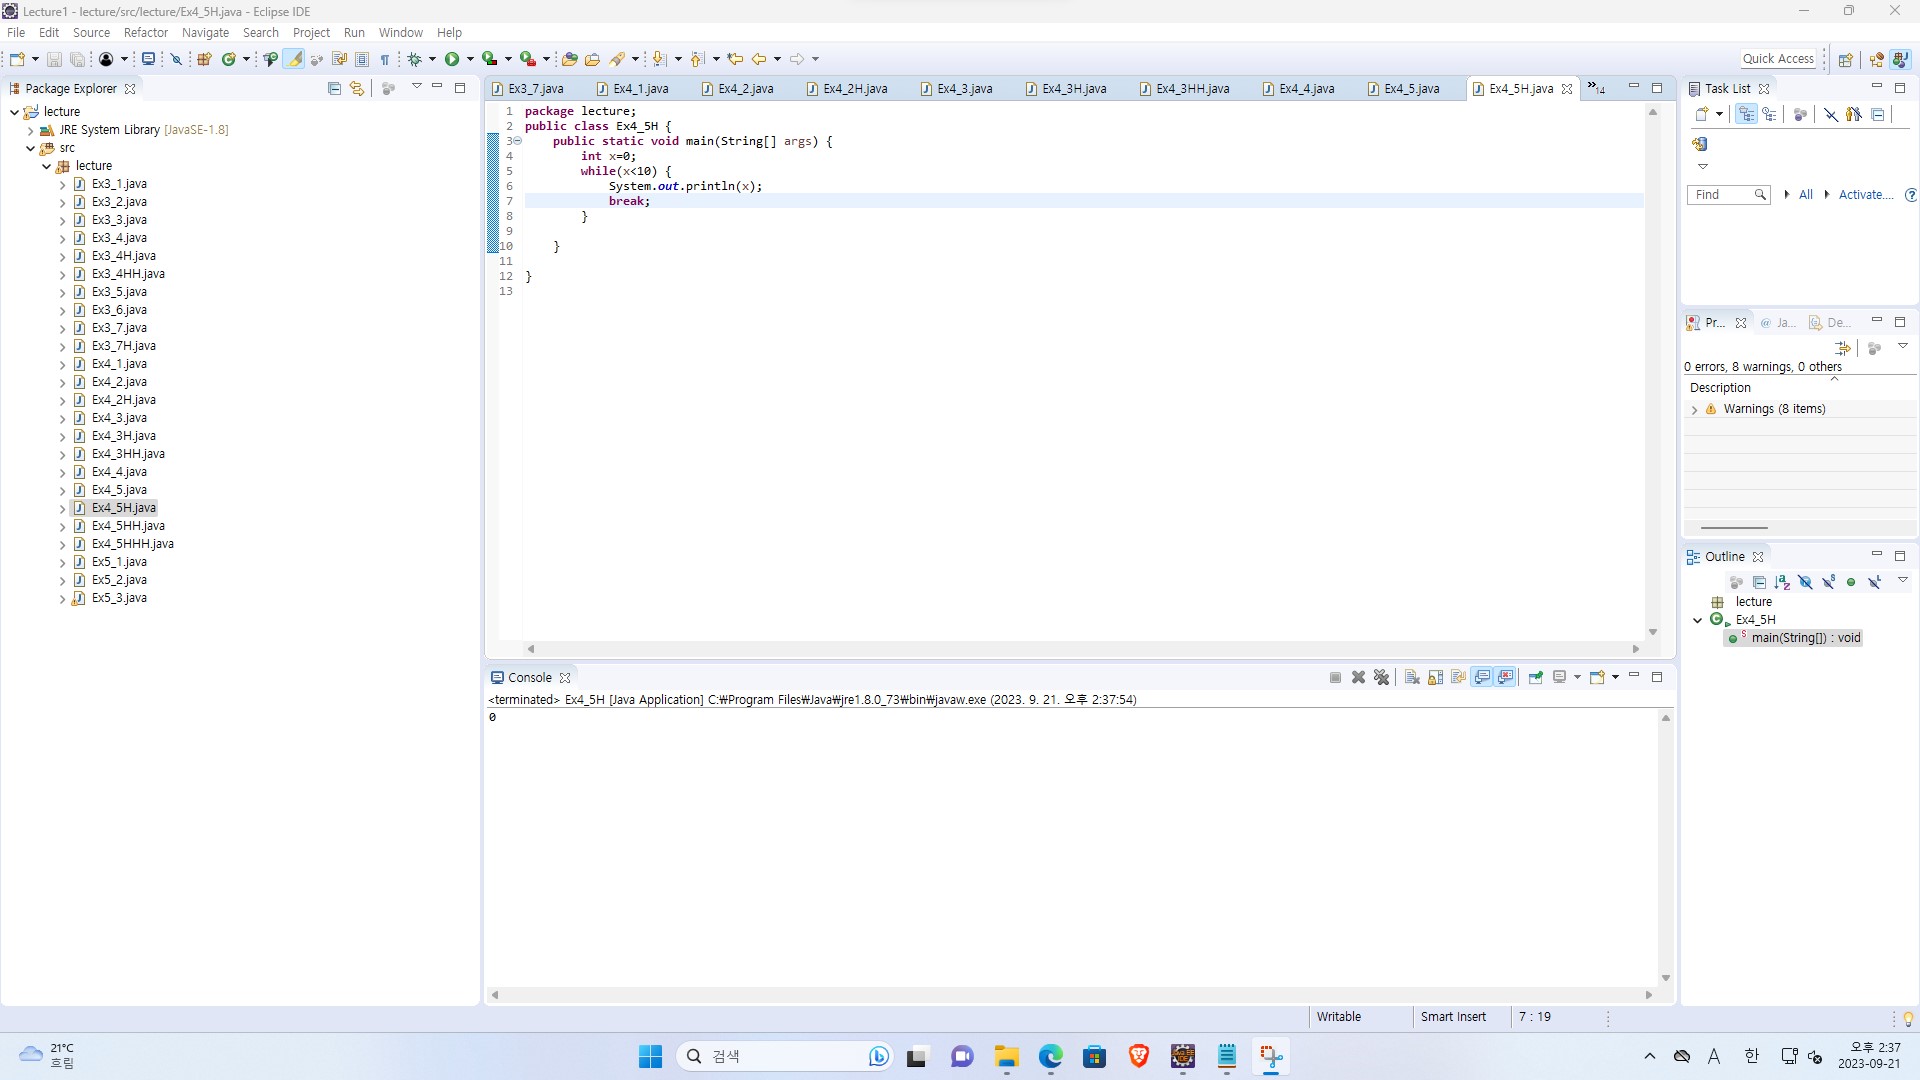 Lecture1 - lecture/src/lecture/Ex4_5H.java - Eclipse IDE
File Edit Source Refactor Navigate Search Project Run Window Help
Quick Access
Package Explorer
lecture
JRE System Library [JavaSE-1.8]
src
lecture
Ex3_1.java
Ex3_2.java
Ex3_3.java
Ex3_4.java
Ex3_4H.java
Ex3_4HH.java
Ex3_5.java
Ex3_6.java
Ex3_7.java
Ex3_7H.java
Ex4_1.java
Ex4_2.java
Ex4_2H.java
Ex4_3.java
Ex4_3H.java
Ex4_3HH.java
Ex4_4.java
Ex4_5.java
Ex4_5H.java
Ex4_5HH.java
Ex4_5HHH.java
Ex5_1.java
Ex5_2.java
Ex5_3.java
Ex3_7.java Ex4_1.java Ex4_2.java Ex4_2H.java Ex4_3.java Ex4_3H.java Ex4_3HH.java Ex4_4.java Ex4_5.java Ex4_5H.java »14
1 package lecture;
2 public class Ex4_5H {
3 public static void main(String[] args) {
4 int x=0;
5 while(x<10) {
6 System.out.println(x);
7 break;
8 }
9
10 }
11
12 }
13
Console
<terminated> Ex4_5H [Java Application] C:₩Program Files₩Java₩jre1.8.0_73₩bin₩javaw.exe (2023. 9. 21. 오후 2:37:54)
0
Task List
Find All Activate...
Pr... Ja... De...
0 errors, 8 warnings, 0 others
Description
Warnings (8 items)
Outline
lecture
Ex4_5H
main(String[]) : void
Writable Smart Insert 7 : 19
21°C
흐림
검색
A 한
오후 2:37
2023-09-21